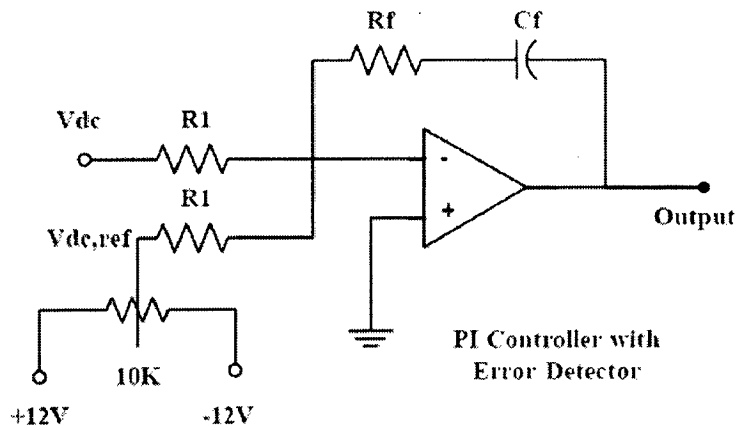 Rf
Cf
Vdc
R1
-
R1
+
Output
Vdc,ref
10K
+12V
-12V
PI Controller with
Error Detector